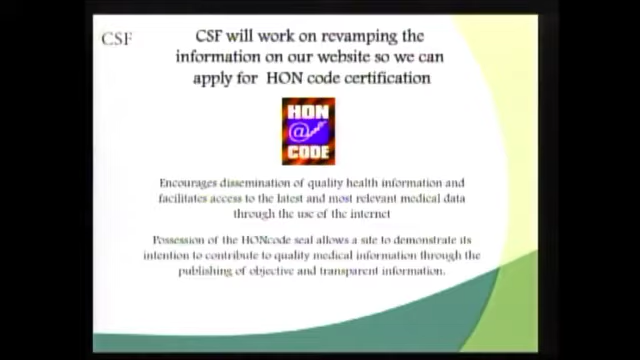 CSF
CSF will work on revamping the
information on our website so we can
apply for HON code certification
HON
@
CODE
Encourages dissemination of quality health information and
facilitates access to the latest and most relevant medical data
through the use of the internet
Possession of the HONcode seal allows a site to demonstrate its
intention to contribute to quality medical information through the
publishing of objective and transparent information.